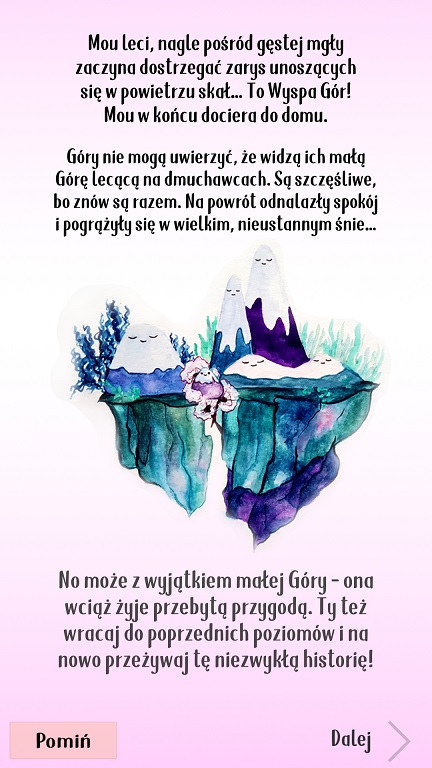 Mou leci, nagle pośród gęstej mgły
zaczyna dostrzegać zarys unoszących
się w powietrzu skał... To Wyspa Gór!
Mou w końcu dociera do domu.
Góry nie mogą uwierzyć, że widzą ich małą
Górę lecącą na dmuchawcach. Są szczęśliwe,
bo znów są razem. Na powrót odnalazły spokój
i pogrążyły się w wielkim, nieustannym śnie...
No może z wyjątkiem małej Góry - ona
wciąż żyje przebytą przygodą. Ty też
wracaj do poprzednich poziomów i na
nowo przeżywaj tę niezwykłą historię!
Pomiń
Dalej